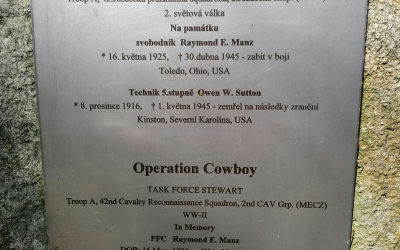 Troop A,
2. světová válka
Na památku
svobodník Raymond E. Manz
* 16. května 1925, † 30.dubna 1945 - zabit v boji
Toledo, Ohio, USA
Technik 5.stupně Owen W. Sutton
* 8. prosince 1916, † 1. května 1945 - zemřel na následky zranění
Kinston, Severní Karolína, USA
Operation Cowboy
TASK FORCE STEWART
Troop A, 42nd Cavalry Reconnaissance Squadron, 2nd CAV Grp. (MECZ)
WW-II
In Memory
PFC Raymond E. Manz